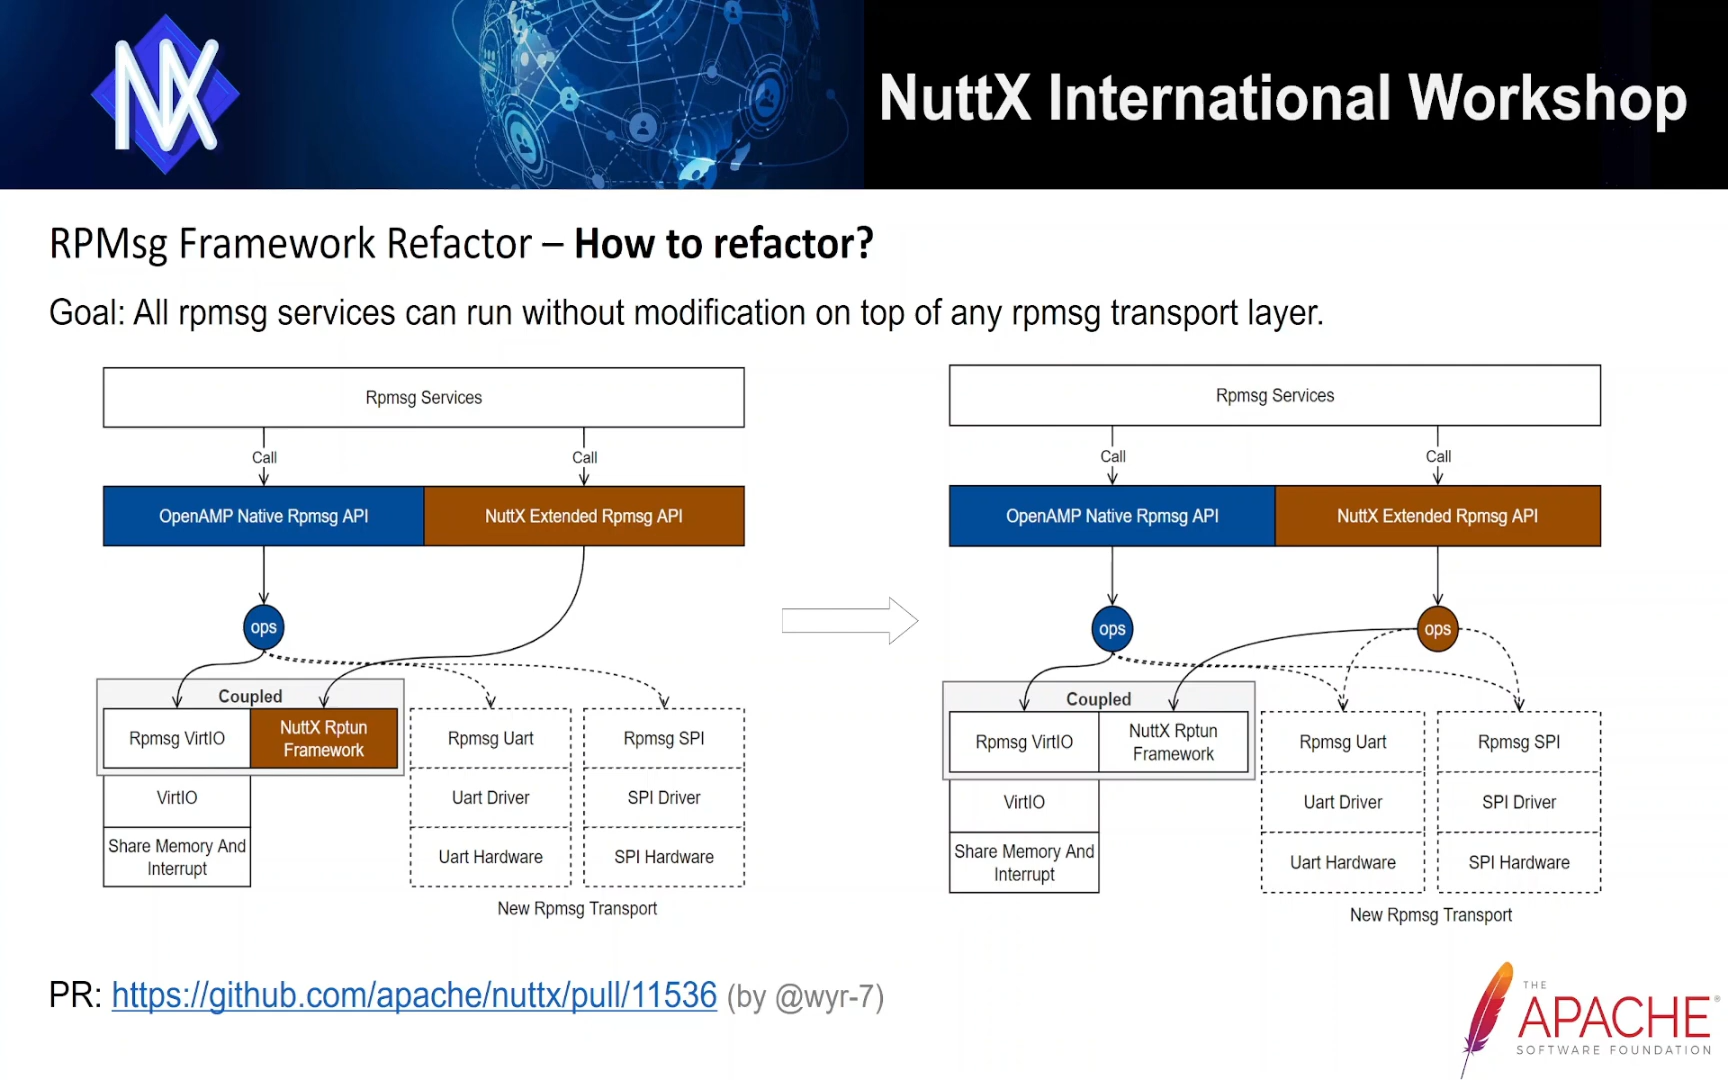 NX
NuttX International Workshop
RPMsg Framework Refactor – How to refactor?
Goal: All rpmsg services can run without modification on top of any rpmsg transport layer.
Rpmsg Services
Call
Call
OpenAMP Native Rpmsg API
NuttX Extended Rpmsg API
ops
Coupled
Rpmsg VirtIO
NuttX Rptun
Framework
Rpmsg Uart
Rpmsg SPI
VirtIO
Uart Driver
SPI Driver
Share Memory And
Interrupt
Uart Hardware
SPI Hardware
New Rpmsg Transport
Rpmsg Services
Call
Call
OpenAMP Native Rpmsg API
NuttX Extended Rpmsg API
ops
ops
Coupled
Rpmsg VirtIO
NuttX Rptun
Framework
Rpmsg Uart
Rpmsg SPI
VirtIO
Uart Driver
SPI Driver
Share Memory And
Interrupt
Uart Hardware
SPI Hardware
New Rpmsg Transport
PR: https://github.com/apache/nuttx/pull/11536 (by @wyr-7)
THE
APACHE®
SOFTWARE FOUNDATION